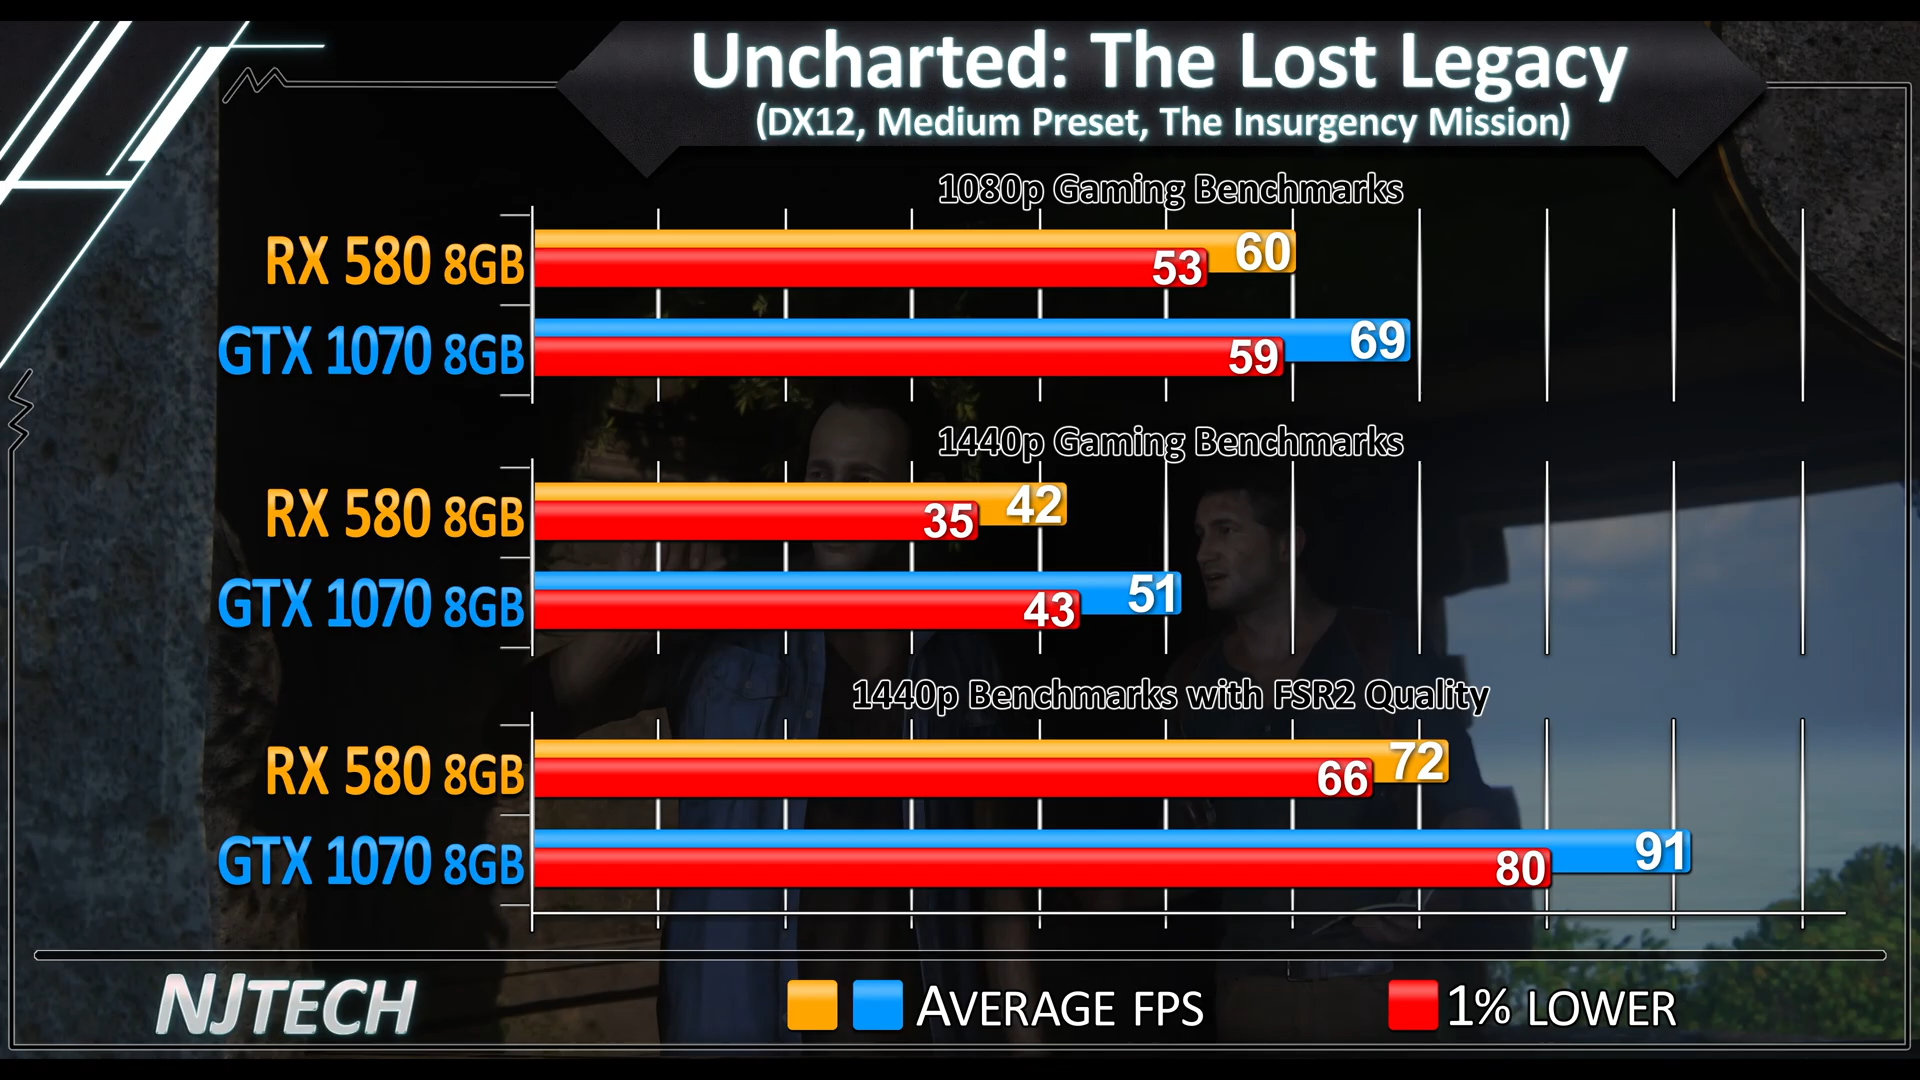 Uncharted: The Lost Legacy
(DX12, Medium Preset, The Insurgency Mission)
1080p Gaming Benchmarks
RX 580 8GB
60
53
GTX 1070 8GB
69
59
1440p Gaming Benchmarks
RX 580 8GB
42
35
GTX 1070 8GB
51
43
1440p Benchmarks with FSR2 Quality
RX 580 8GB
72
66
GTX 1070 8GB
91
80
NJTECH
AVERAGE FPS
1% LOWER